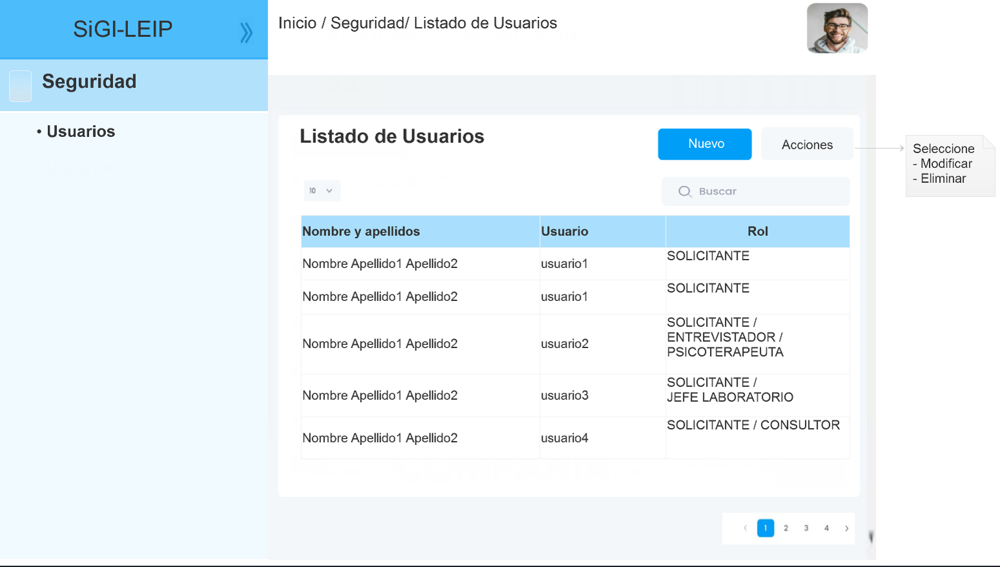 SiGI-LEIP
Inicio / Seguridad/ Listado de Usuarios
Seguridad
• Usuarios
Listado de Usuarios
Nuevo
Acciones
Seleccione
- Modificar
- Eliminar
10
Buscar
Nombre y apellidos Usuario Rol
Nombre Apellido1 Apellido2 usuario1 SOLICITANTE
Nombre Apellido1 Apellido2 usuario1 SOLICITANTE
Nombre Apellido1 Apellido2 usuario2 SOLICITANTE /
ENTREVISTADOR /
PSICOTERAPEUTA
Nombre Apellido1 Apellido2 usuario3 SOLICITANTE /
JEFE LABORATORIO
Nombre Apellido1 Apellido2 usuario4 SOLICITANTE / CONSULTOR
‹ 1 2 3 4 ›